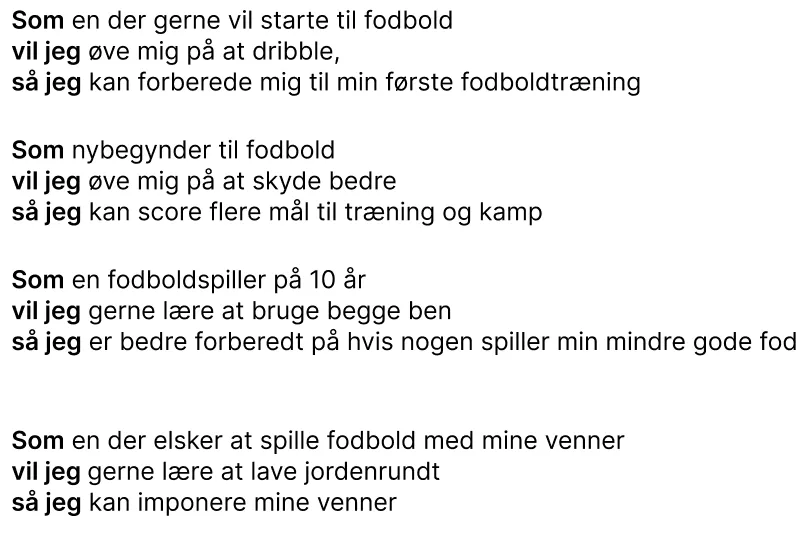 Som en der gerne vil starte til fodbold
vil jeg øve mig på at dribble,
så jeg kan forberede mig til min første fodboldtræning
Som nybegynder til fodbold
vil jeg øve mig på at skyde bedre
så jeg kan score flere mål til træning og kamp
Som en fodboldspiller på 10 år
vil jeg gerne lære at bruge begge ben
så jeg er bedre forberedt på hvis nogen spiller min mindre gode fod
Som en der elsker at spille fodbold med mine venner
vil jeg gerne lære at lave jordenrundt
så jeg kan imponere mine venner